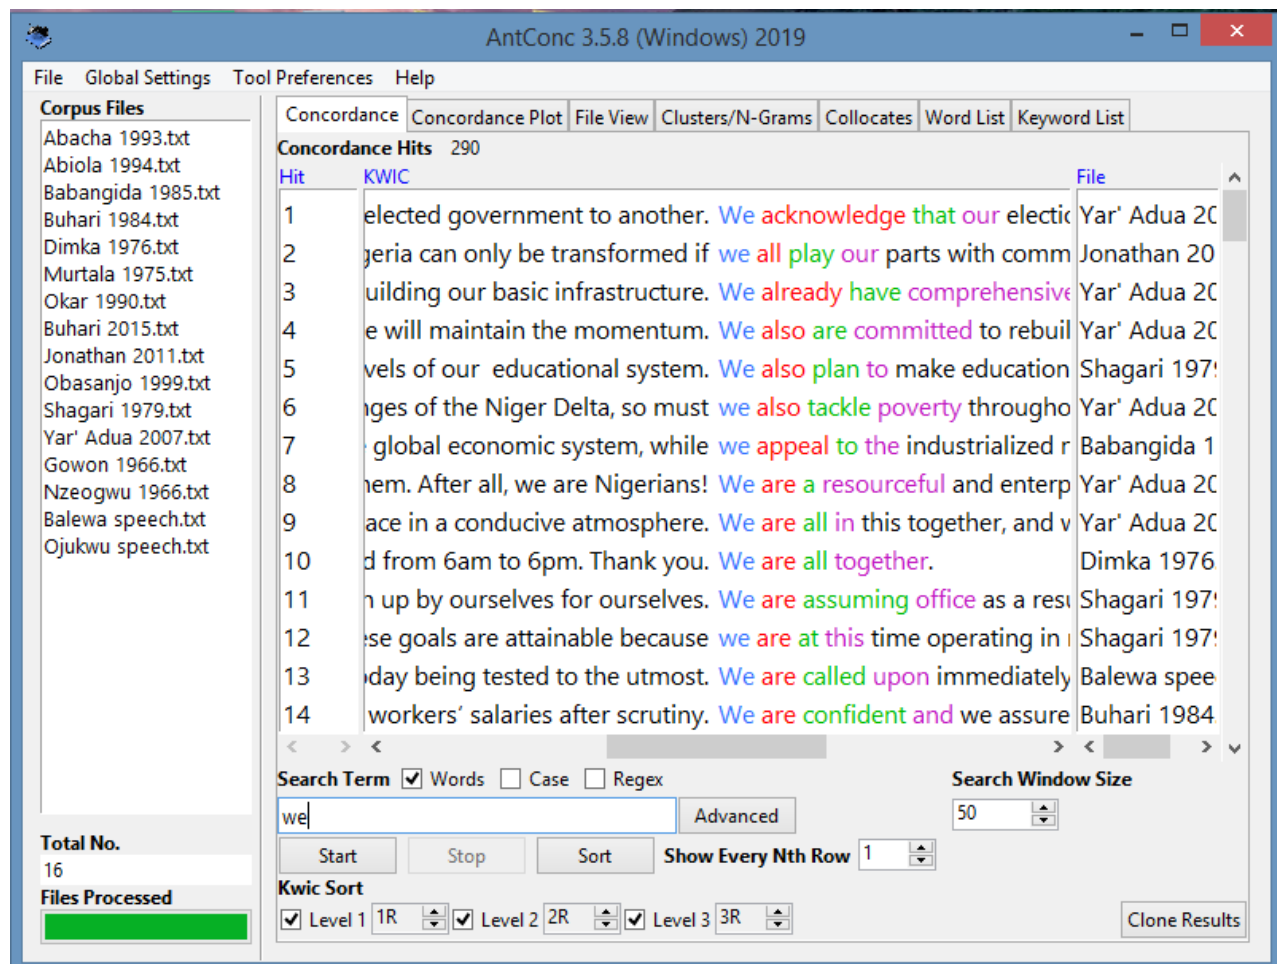 AntConc 3.5.8 (Windows) 2019
File Global Settings Tool Preferences Help
Corpus Files
Abacha 1993.txt
Abiola 1994.txt
Babangida 1985.txt
Buhari 1984.txt
Dimka 1976.txt
Murtala 1975.txt
Okar 1990.txt
Buhari 2015.txt
Jonathan 2011.txt
Obasanjo 1999.txt
Shagari 1979.txt
Yar' Adua 2007.txt
Gowon 1966.txt
Nzeogwu 1966.txt
Balewa speech.txt
Ojukwu speech.txt
Total No.
16
Files Processed
Concordance Concordance Plot File View Clusters/N-Grams Collocates Word List Keyword List
Concordance Hits 290
Hit KWIC File
1 elected government to another. We acknowledge that our electic Yar' Adua 20
2 geria can only be transformed if we all play our parts with comm Jonathan 20
3 uilding our basic infrastructure. We already have comprehensive Yar' Adua 20
4 e will maintain the momentum. We also are committed to rebuil Yar' Adua 20
5 vels of our educational system. We also plan to make education Shagari 197
6 nges of the Niger Delta, so must we also tackle poverty througho Yar' Adua 20
7 global economic system, while we appeal to the industrialized r Babangida 1
8 hem. After all, we are Nigerians! We are a resourceful and enterp Yar' Adua 20
9 ace in a conducive atmosphere. We are all in this together, and w Yar' Adua 20
10 d from 6am to 6pm. Thank you. We are all together. Dimka 1976
11 n up by ourselves for ourselves. We are assuming office as a resu Shagari 197
12 ese goals are attainable because we are at this time operating in Shagari 197
13 day being tested to the utmost. We are called upon immediately Balewa spee
14 workers' salaries after scrutiny. We are confident and we assure Buhari 1984
Search Term Words Case Regex Search Window Size
we Advanced 50
Start Stop Sort Show Every Nth Row 1
Kwic Sort
Level 1 1R Level 2 2R Level 3 3R Clone Results